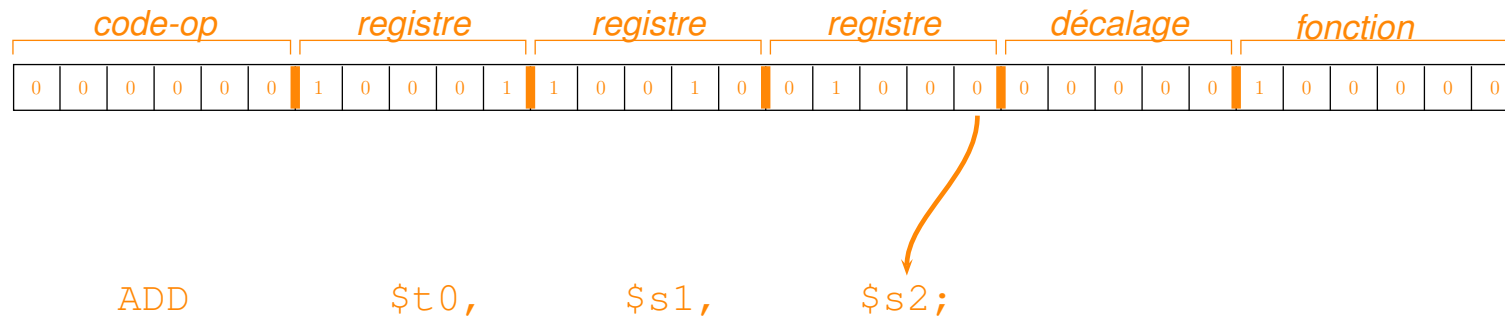 code-op registre registre registre décalage fonction
0 0 0 0 0 0 1 0 0 0 1 1 0 0 1 0 0 1 0 0 0 0 0 0 0 0 1 0 0 0 0 0
ADD $t0, $s1, $s2;